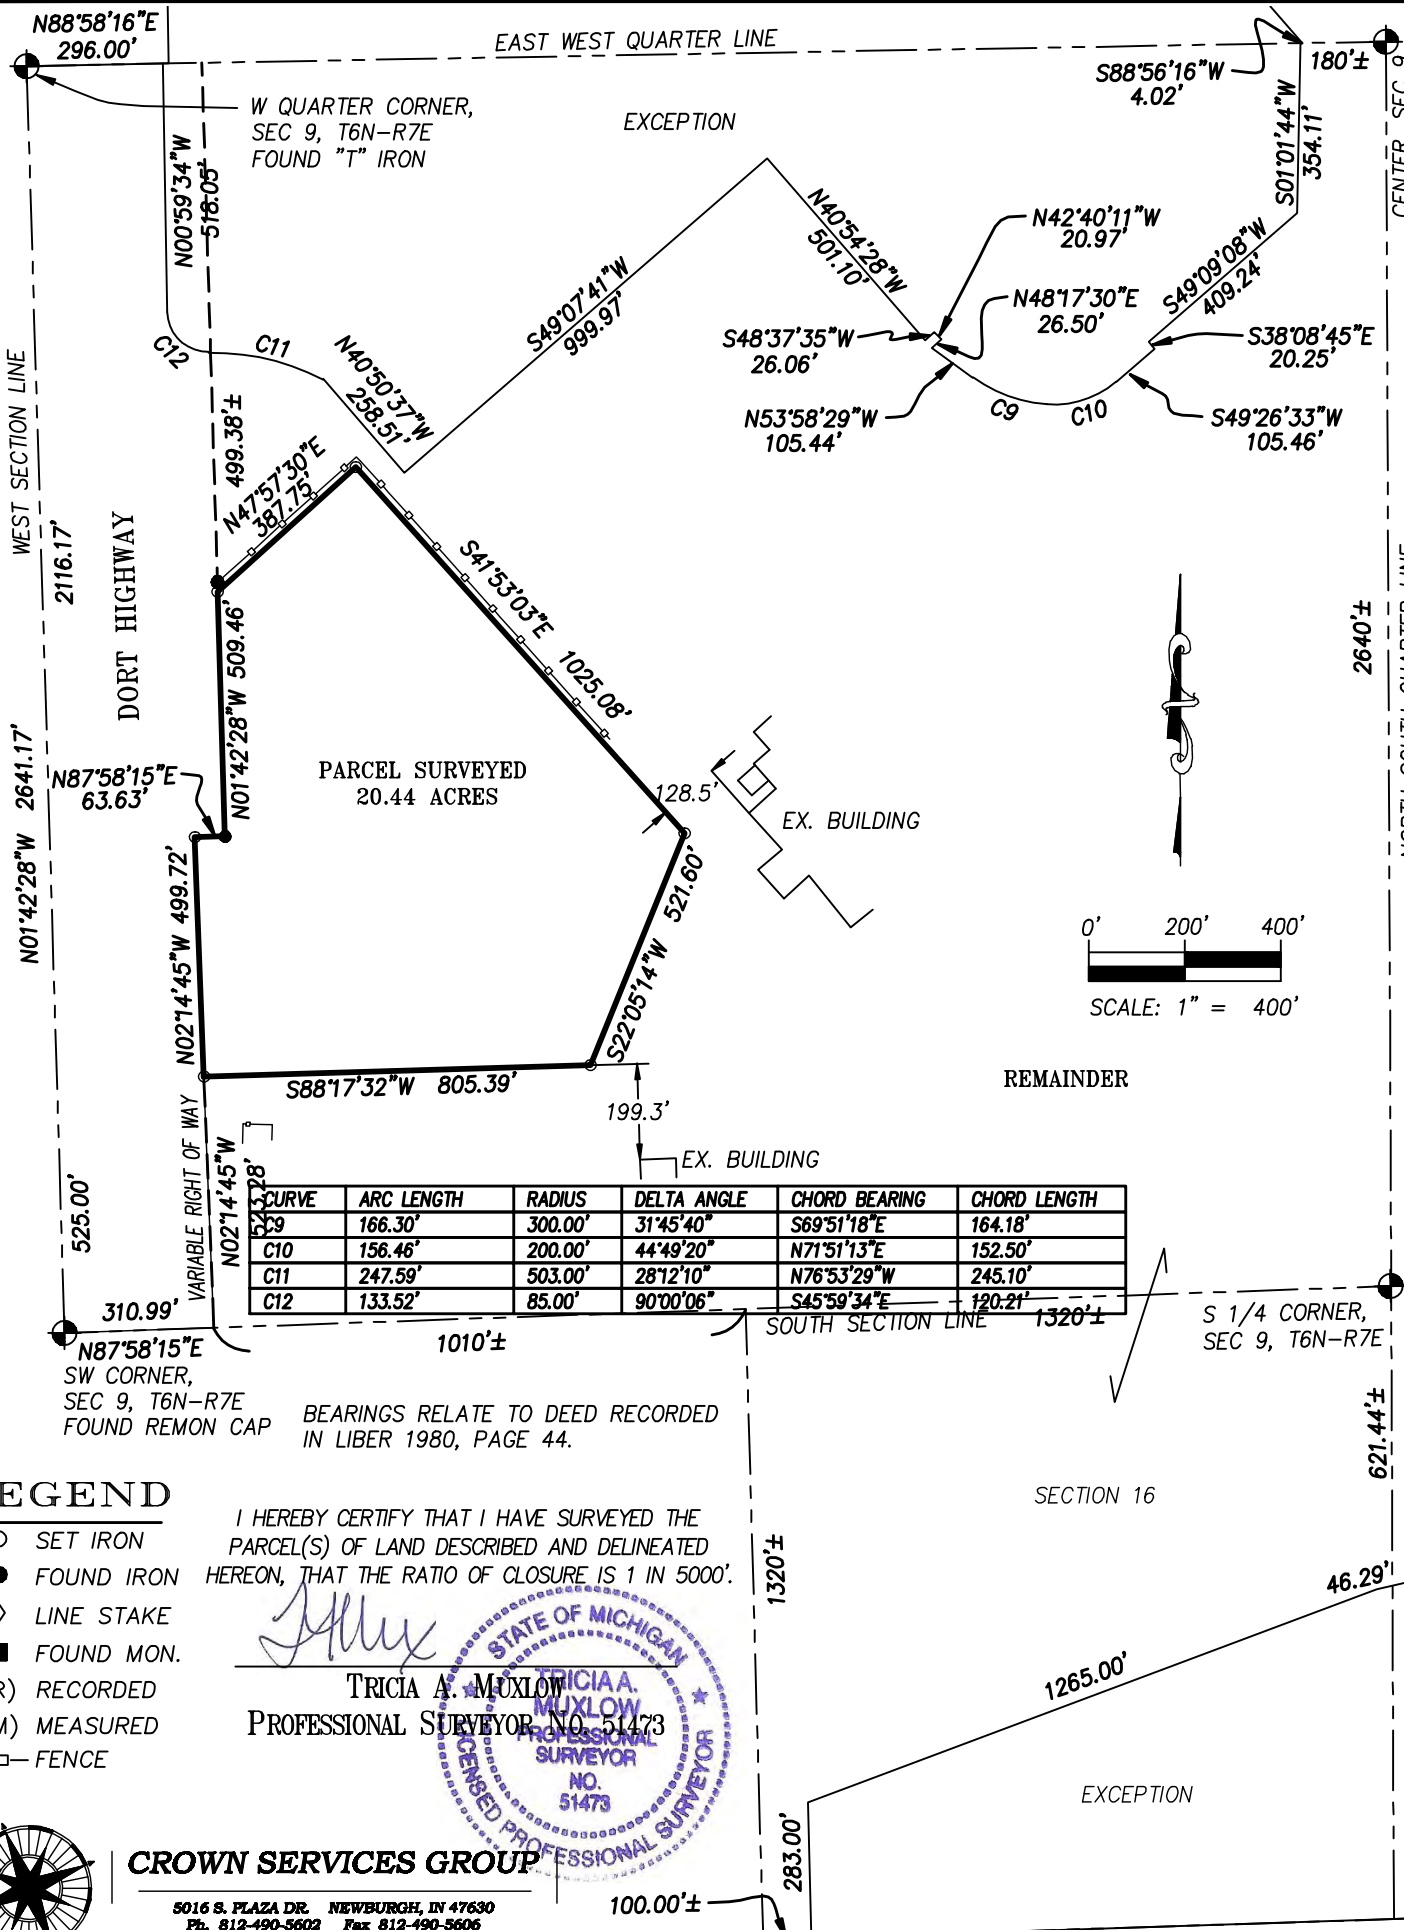 N88°58'16"E
296.00'
EAST WEST QUARTER LINE
S88°56'16"W
4.02'
180'±
CENTER SEC 9
W QUARTER CORNER,
SEC 9, T6N-R7E
FOUND "T" IRON
EXCEPTION
N00°59'34"W
518.05'
S01°01'44"W
354.11'
N40°54'28"W
501.10'
N42°40'11"W
20.97'
S49°09'08"W
409.24'
S49°07'41"W
999.97'
N48°17'30"E
26.50'
S48°37'35"W
26.06'
S38°08'45"E
20.25'
C12
C11
N40°50'37"W
258.51'
N53°58'29"W
105.44'
C9
C10
S49°26'33"W
105.46'
WEST SECTION LINE
499.38'±
N47°57'30"E
387.75'
2116.17'
DORT HIGHWAY
S41°53'03"E 1025.08'
2640'±
NORTH SOUTH QUARTER LINE
N01°42'28"W 509.46'
N01°42'28"W 2641.17'
N87°58'15"E
63.63'
PARCEL SURVEYED
20.44 ACRES
128.5'
EX. BUILDING
N02°14'45"W 499.72'
S22°05'14"W 521.60'
0' 200' 400'
SCALE: 1" = 400'
REMAINDER
S88°17'32"W 805.39'
199.3'
EX. BUILDING
525.00'
VARIABLE RIGHT OF WAY
N02°14'45"W
523.28'
CURVE ARC LENGTH RADIUS DELTA ANGLE CHORD BEARING CHORD LENGTH
C9 166.30' 300.00' 31°45'40" S69°51'18"E 164.18'
C10 156.46' 200.00' 44°49'20" N71°51'13"E 152.50'
C11 247.59' 503.00' 28°12'10" N76°53'29"W 245.10'
C12 133.52' 85.00' 90°00'06" S45°59'34"E 120.21'
310.99'
N87°58'15"E
1010'±
SOUTH SECTION LINE
1320'±
S 1/4 CORNER,
SEC 9, T6N-R7E
SW CORNER,
SEC 9, T6N-R7E
FOUND REMON CAP
BEARINGS RELATE TO DEED RECORDED
IN LIBER 1980, PAGE 44.
621.44'±
SECTION 16
EGEND
SET IRON
FOUND IRON
LINE STAKE
FOUND MON.
R) RECORDED
M) MEASURED
FENCE
I HEREBY CERTIFY THAT I HAVE SURVEYED THE
PARCEL(S) OF LAND DESCRIBED AND DELINEATED
HEREON, THAT THE RATIO OF CLOSURE IS 1 IN 5000'.
TRICIA A. MUXLOW
PROFESSIONAL SURVEYOR NO. 51473
STATE OF MICHIGAN
TRICIA A.
MUXLOW
PROFESSIONAL
SURVEYOR
NO.
51473
LICENSED PROFESSIONAL SURVEYOR
1320'±
46.29'
1265.00'
EXCEPTION
283.00'
100.00'±
CROWN SERVICES GROUP
5016 S. PLAZA DR. NEWBURGH, IN 47630
Ph. 812-490-5602 Fax 812-490-5606